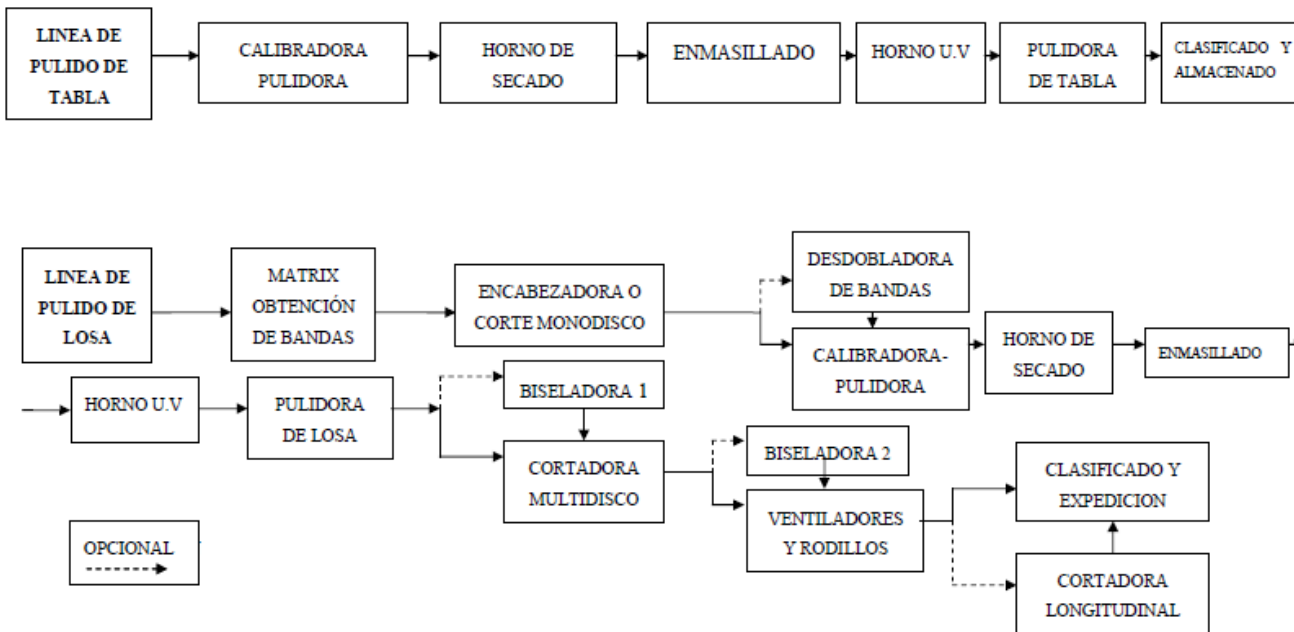 LINEA DE
PULIDO DE
TABLA
CALIBRADORA
PULIDORA
HORNO DE
SECADO
ENMASILLADO
HORNO U.V
PULIDORA
DE TABLA
CLASIFICADO Y
ALMACENADO
LINEA DE
PULIDO DE
LOSA
MATRIX
OBTENCIÓN
DE BANDAS
ENCABEZADORA O
CORTE MONODISCO
DESDOBLADORA
DE BANDAS
CALIBRADORA-
PULIDORA
HORNO DE
SECADO
ENMASILLADO
HORNO U.V
PULIDORA
DE LOSA
BISELADORA 1
CORTADORA
MULTIDISCO
BISELADORA 2
VENTILADORES
Y RODILLOS
CLASIFICADO Y
EXPEDICION
CORTADORA
LONGITUDINAL
OPCIONAL